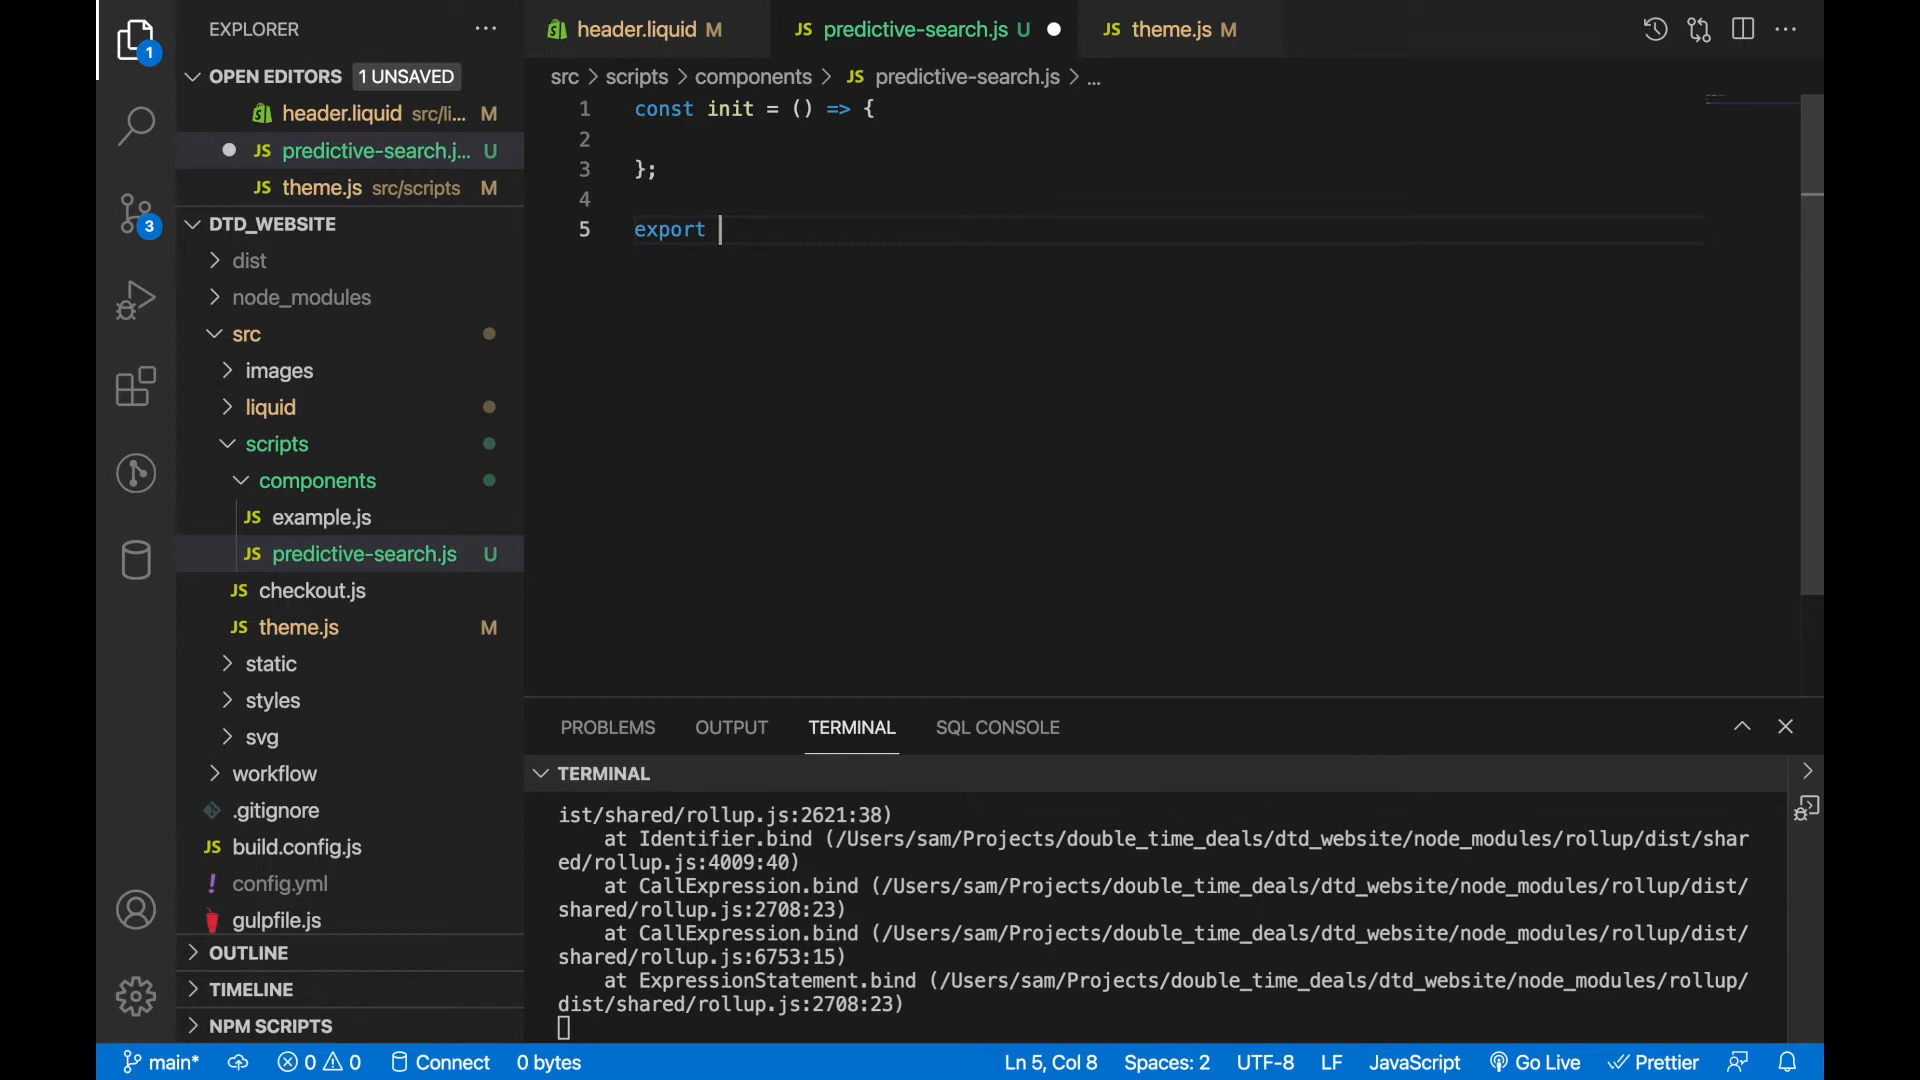 EXPLORER
OPEN EDITORS 1 UNSAVED
header.liquid src/li... M
JS predictive-search.j... U
JS theme.js src/scripts M
DTD_WEBSITE
dist
node_modules
src
images
liquid
scripts
components
JS example.js
JS predictive-search.js U
JS checkout.js
JS theme.js M
static
styles
svg
workflow
.gitignore
JS build.config.js
! config.yml
gulpfile.js
OUTLINE
TIMELINE
NPM SCRIPTS
1
3
header.liquid M
JS predictive-search.js U
JS theme.js M
src > scripts > components > JS predictive-search.js > ...
1 const init = () => {
2
3 };
4
5 export
PROBLEMS OUTPUT TERMINAL SQL CONSOLE
TERMINAL
ist/shared/rollup.js:2621:38)
at Identifier.bind (/Users/sam/Projects/double_time_deals/dtd_website/node_modules/rollup/dist/shar
ed/rollup.js:4009:40)
at CallExpression.bind (/Users/sam/Projects/double_time_deals/dtd_website/node_modules/rollup/dist/
shared/rollup.js:2708:23)
at CallExpression.bind (/Users/sam/Projects/double_time_deals/dtd_website/node_modules/rollup/dist/
shared/rollup.js:6753:15)
at ExpressionStatement.bind (/Users/sam/Projects/double_time_deals/dtd_website/node_modules/rollup/
dist/shared/rollup.js:2708:23)
main* 0 0 Connect 0 bytes Ln 5, Col 8 Spaces: 2 UTF-8 LF JavaScript Go Live Prettier